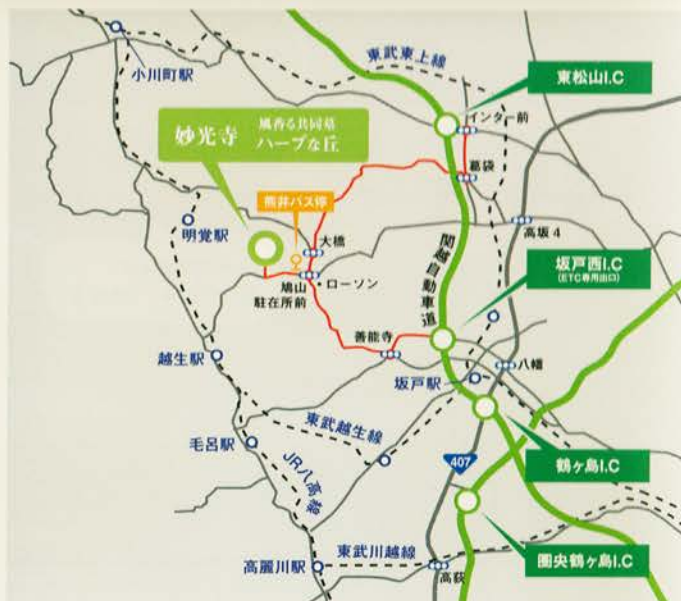 東武東上線
小川町駅
東松山I.C
インター前
妙光寺
風香る共同墓
ハーブな丘
葛袋
熊井バス停
明覚駅
大橋
高坂4
関越自動車道
坂戸西I.C
(ETC専用出口)
鳩山
駐在所前
ローソン
善能寺
越生駅
坂戸駅
八幡
東武越生線
毛呂駅
鶴ヶ島I.C
407
JR八高線
圏央鶴ヶ島I.C
東武川越線
高麗川駅
高萩